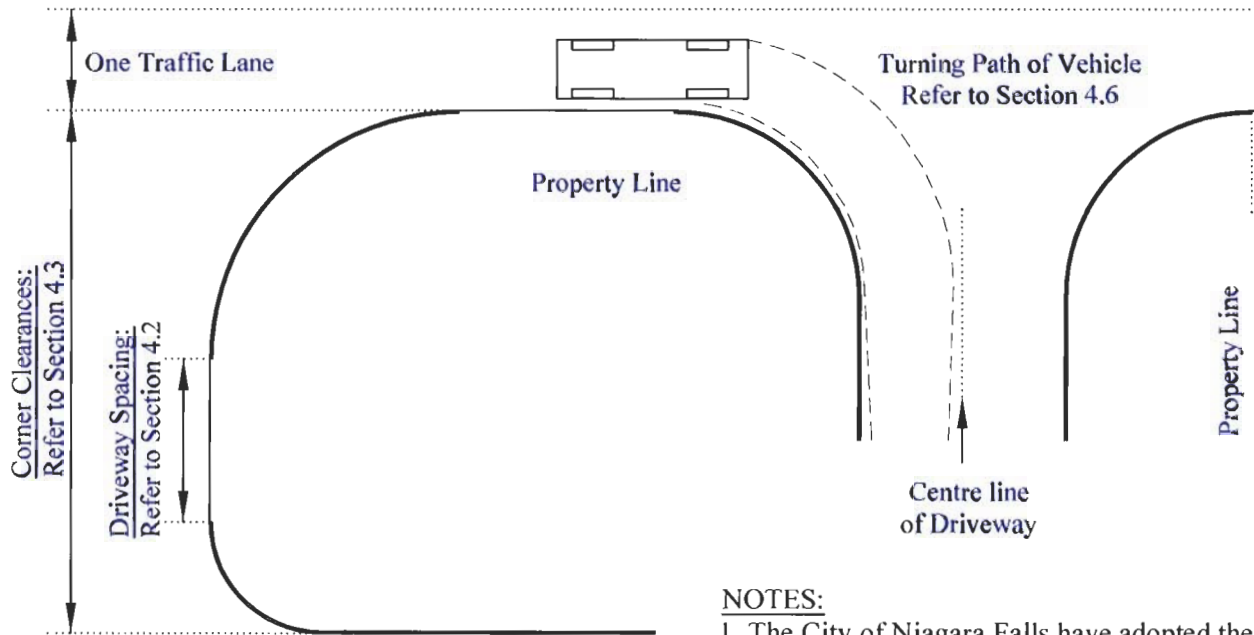 One Traffic Lane
Turning Path of Vehicle
Refer to Section 4.6
Property Line
Corner Clearances:
Refer to Section 4.3
Driveway Spacing:
Refer to Section 4.2
Property Line
Centre line
of Driveway
NOTES:
1. The City of Niagara Falls have adopted the